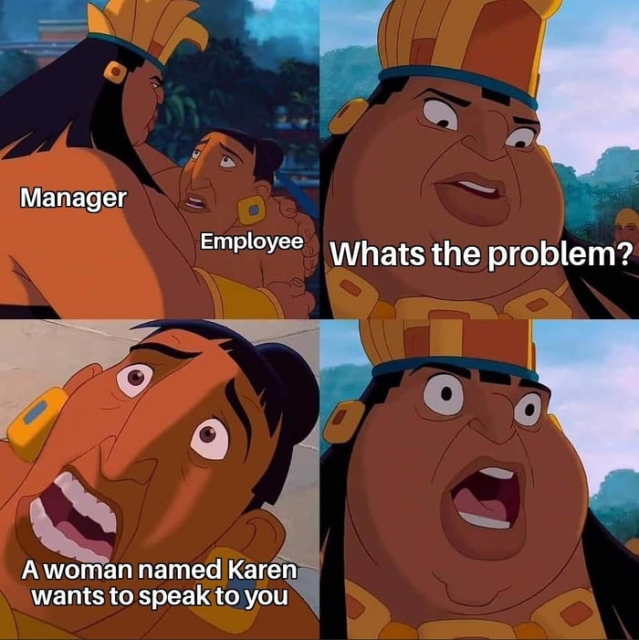 Manager
Employee
Whats the problem?
A woman named Karen
wants to speak to you